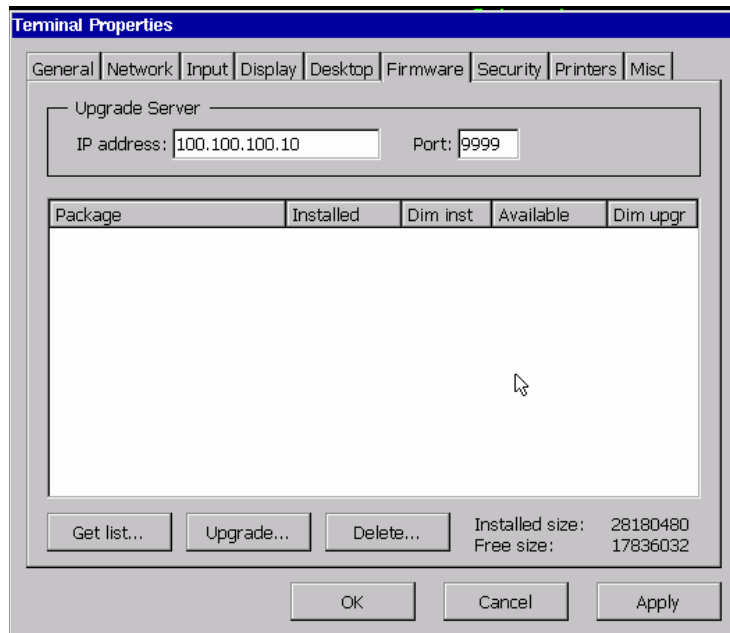 Terminal Properties
General Network Input Display Desktop Firmware Security Printers Misc
Upgrade Server
IP address: 100.100.100.10 Port: 9999
Package Installed Dim inst Available Dim upgr
Get list... Upgrade... Delete... Installed size: 28180480
Free size: 17836032
OK Cancel Apply